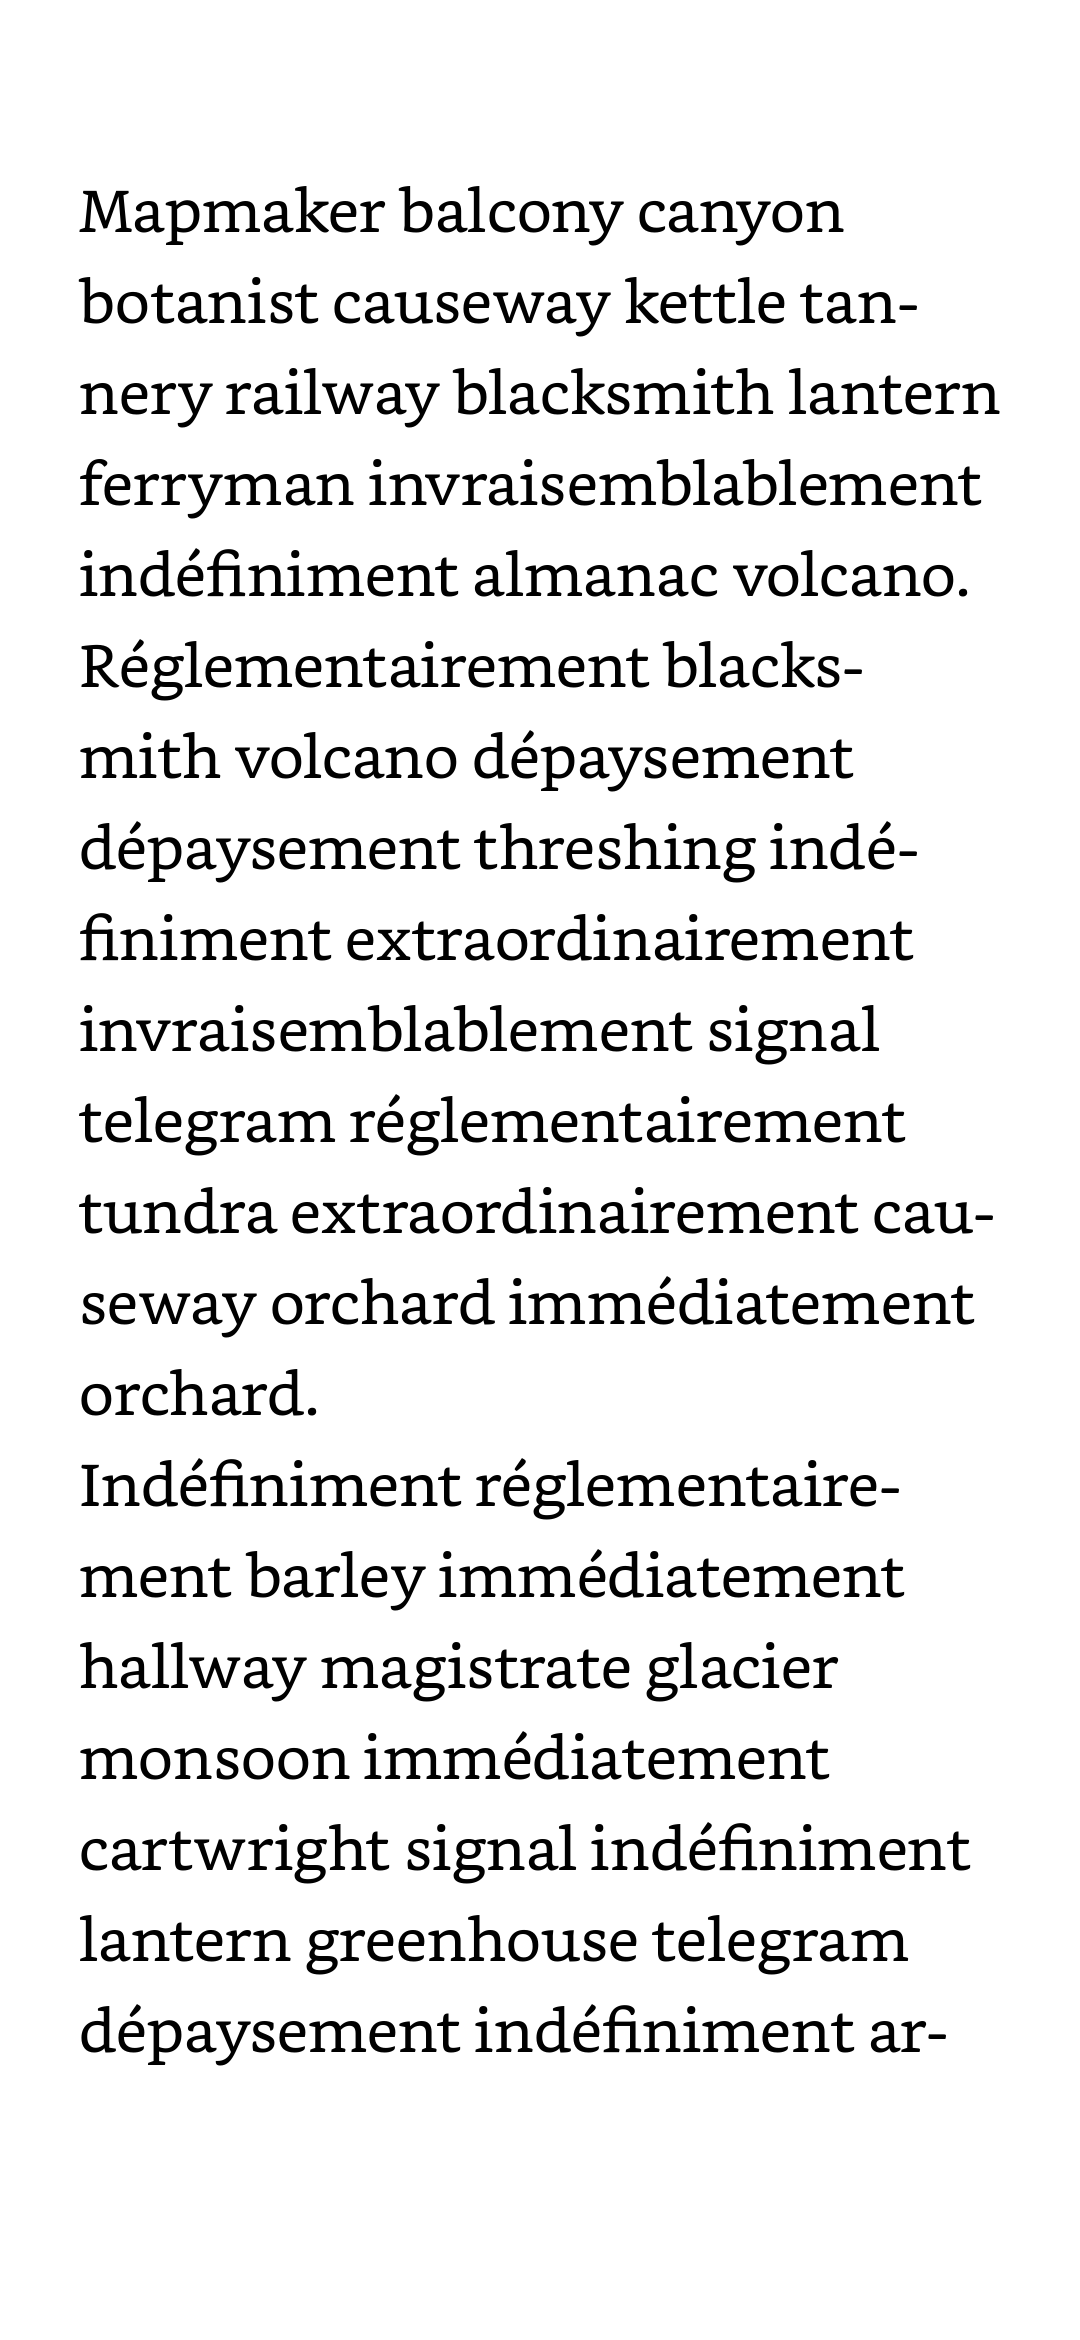 Mapmaker balcony canyon
botanist causeway kettle tan-
nery railway blacksmith lantern
ferryman invraisemblablement
indéfiniment almanac volcano.
Réglementairement blacks-
mith volcano dépaysement
dépaysement threshing indé-
finiment extraordinairement
invraisemblablement signal
telegram réglementairement
tundra extraordinairement cau-
seway orchard immédiatement
orchard.
Indéfiniment réglementaire-
ment barley immédiatement
hallway magistrate glacier
monsoon immédiatement
cartwright signal indéfiniment
lantern greenhouse telegram
dépaysement indéfiniment ar-